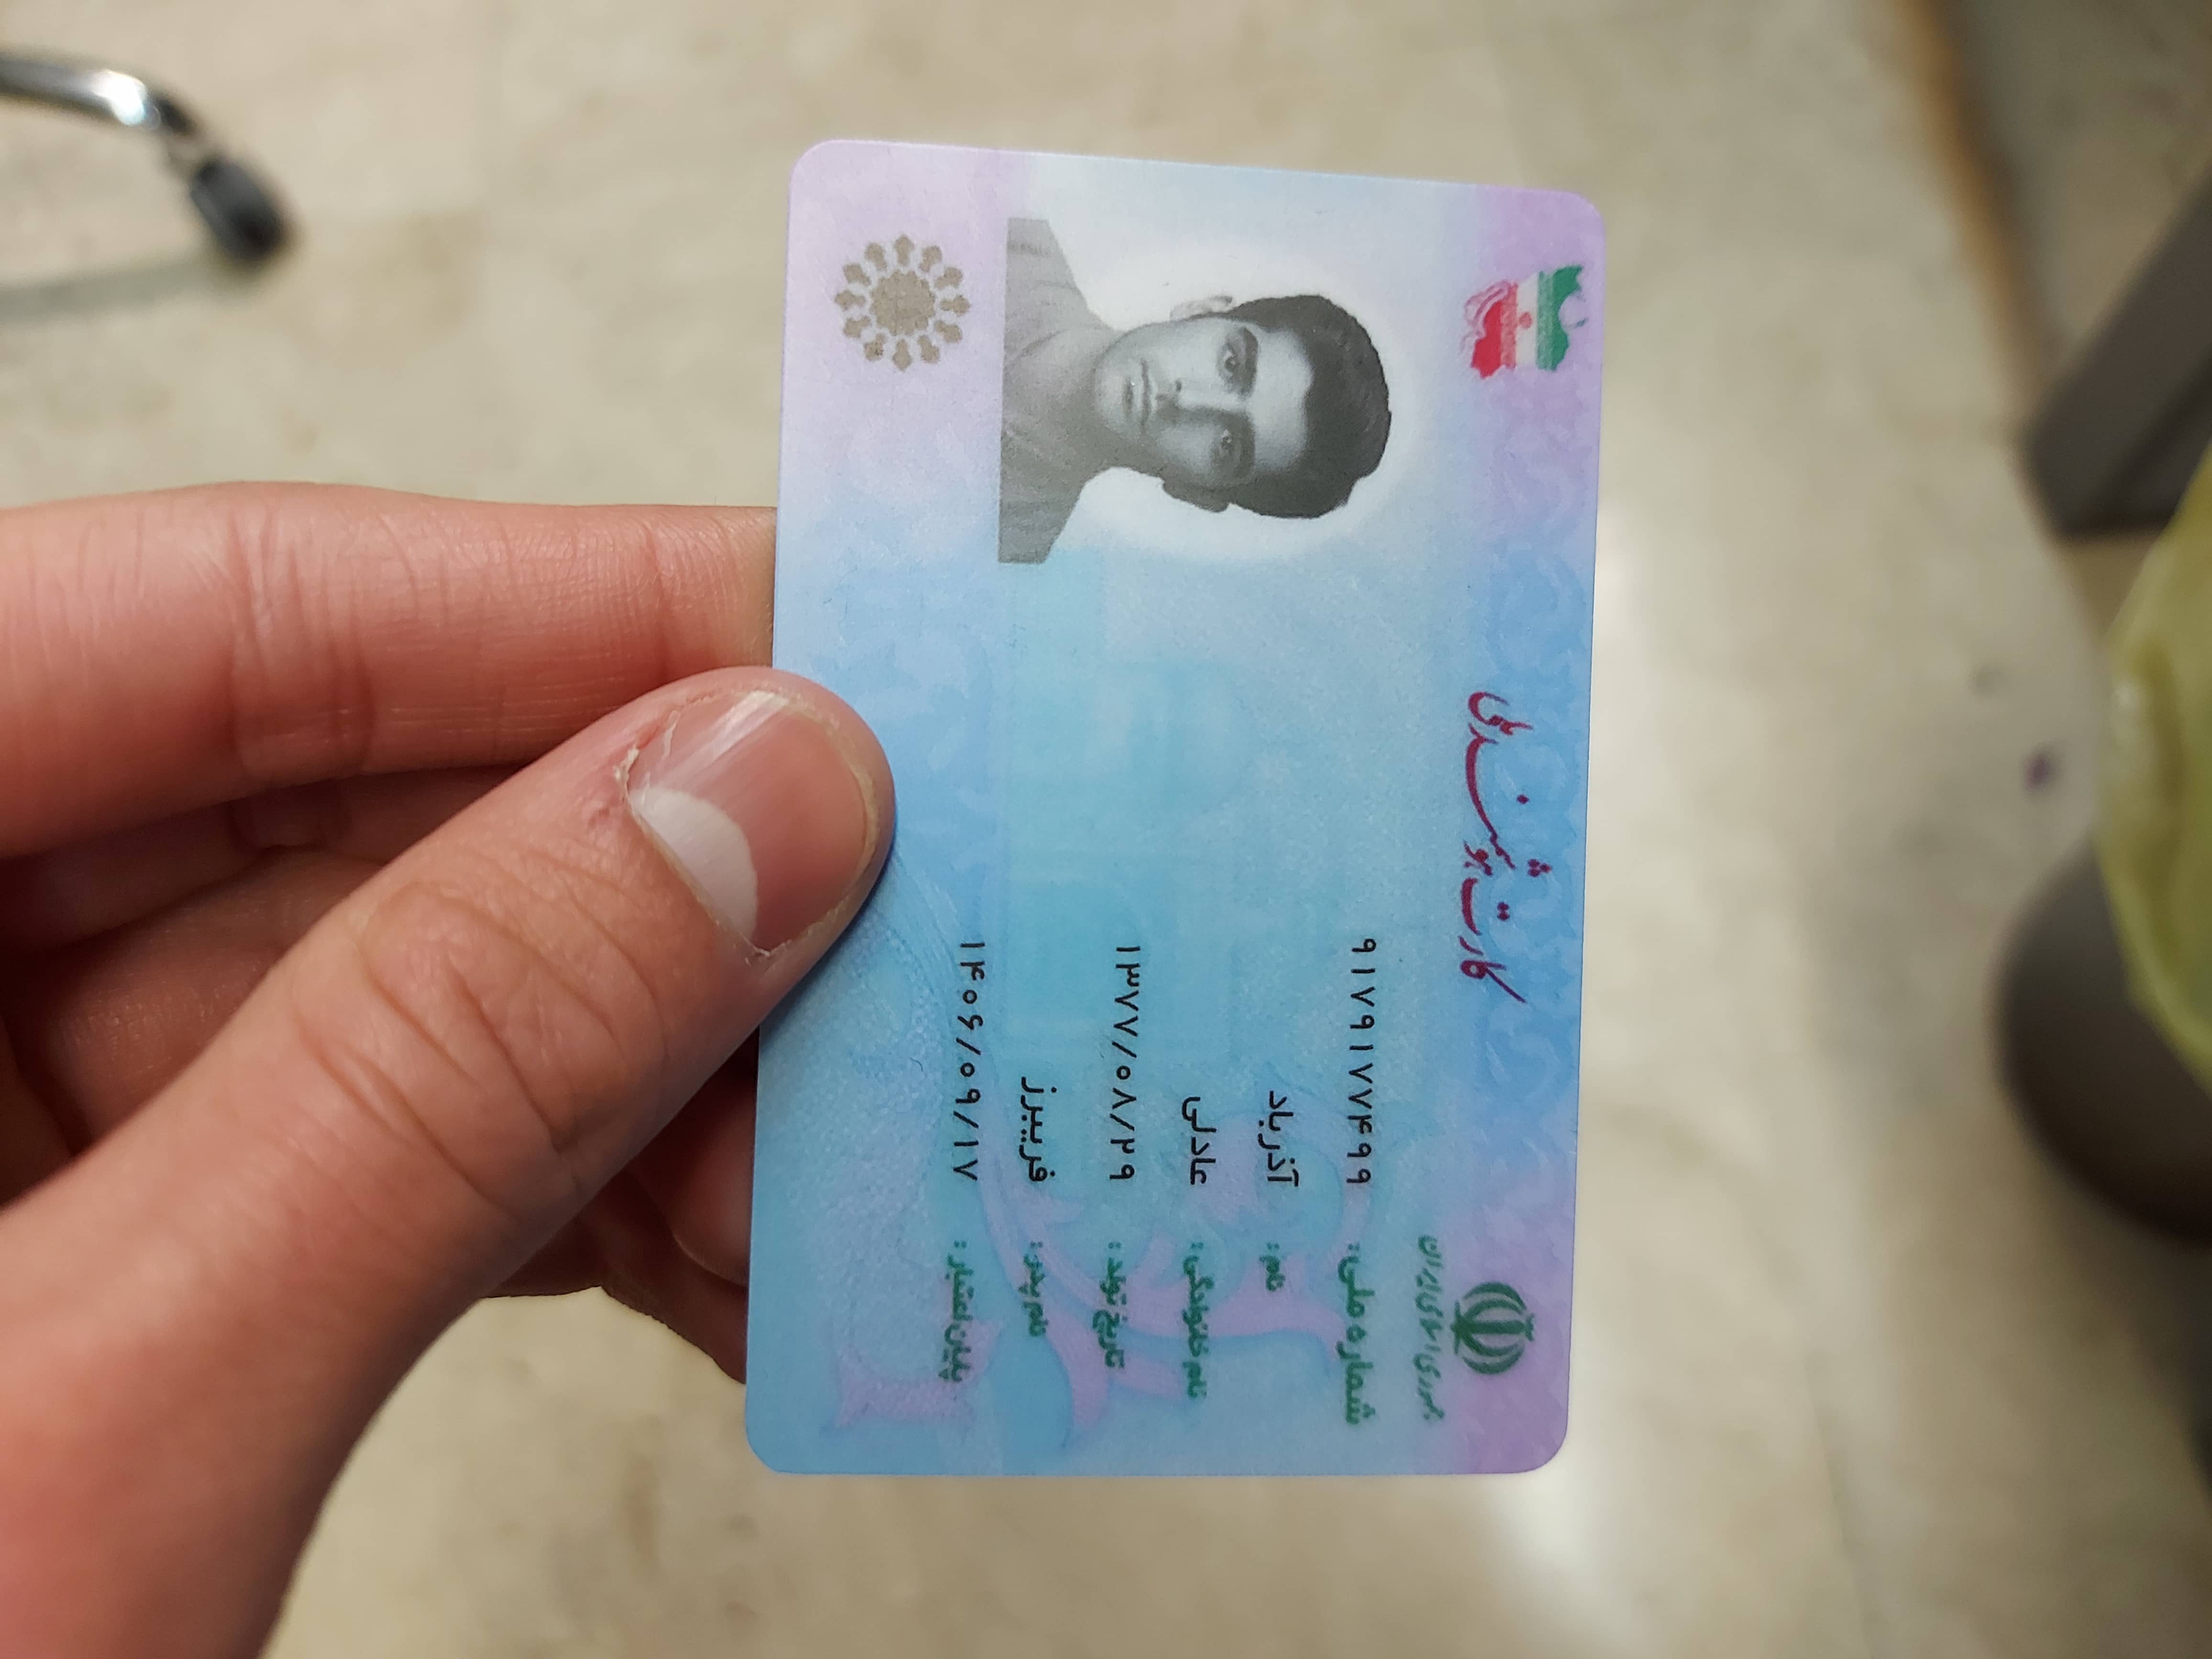 جمهوری اسلامی ایران
کارت هوشمند ملی
شماره ملی: ۹۱۷۹۱۷۷۴۹۹
نام: آذرباد
نام خانوادگی: عادلی
تاریخ تولد: ۱۳۷۷/۰۸/۲۹
نام پدر: فریبرز
پایان اعتبار: ۱۴۰۶/۰۹/۱۷